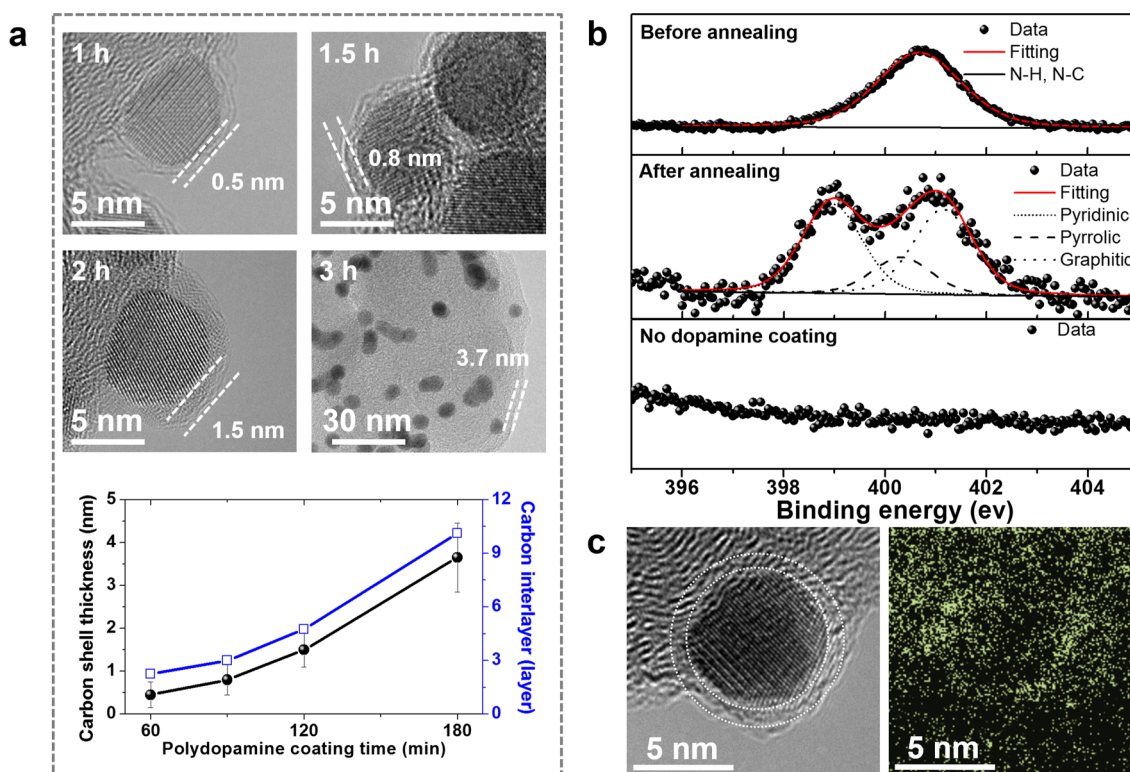 a
1 h
0.5 nm
5 nm
1.5 h
0.8 nm
5 nm
2 h
1.5 nm
5 nm
3 h
3.7 nm
30 nm
Carbon shell thickness (nm)
5
4
3
2
1
0
12
9
6
3
0
Carbon interlayer (layer)
60
90
120
180
Polydopamine coating time (min)
b
Before annealing
Data
Fitting
N-H, N-C
After annealing
Data
Fitting
Pyridinic
Pyrrolic
Graphitic
No dopamine coating
Data
396
398
400
402
404
Binding energy (ev)
c
5 nm
5 nm